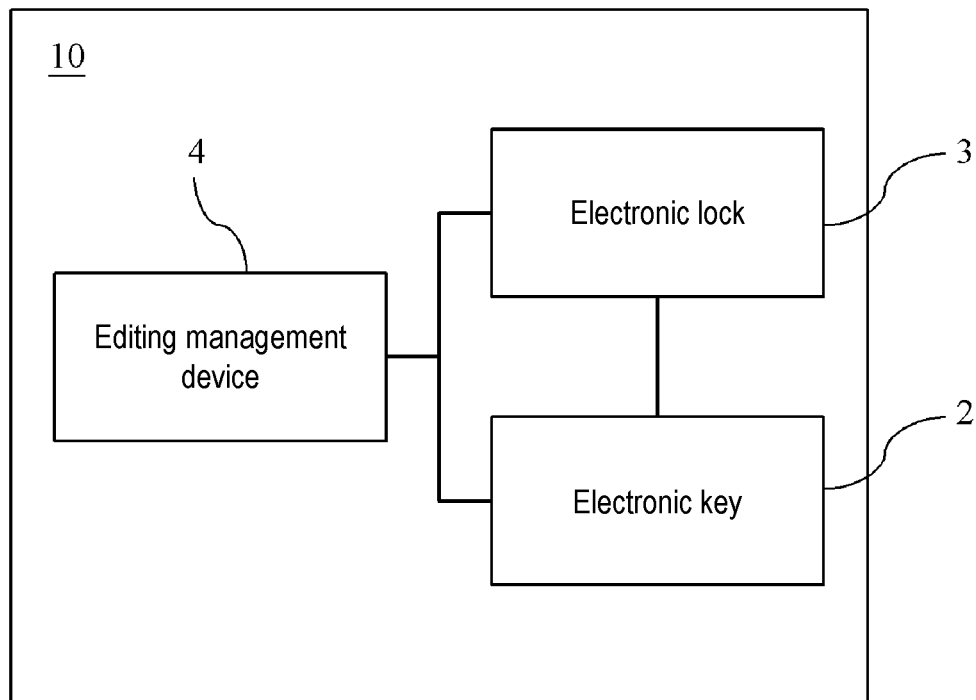 10
4
3
Electronic lock
Editing management
device
2
Electronic key